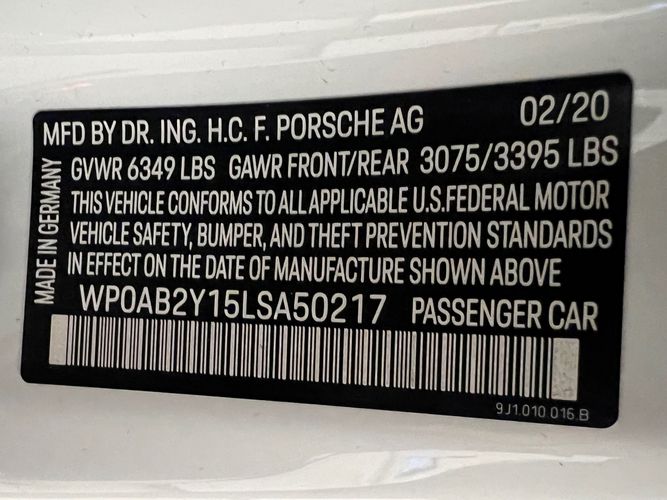 MFD BY DR. ING. H.C. F. PORSCHE AG 02/20
GVWR 6349 LBS GAWR FRONT/REAR 3075/3395 LBS
THIS VEHICLE CONFORMS TO ALL APPLICABLE U.S.FEDERAL MOTOR
VEHICLE SAFETY, BUMPER, AND THEFT PREVENTION STANDARDS
IN EFFECT ON THE DATE OF MANUFACTURE SHOWN ABOVE
WP0AB2Y15LSA50217 PASSENGER CAR
MADE IN GERMANY
9J1.010.016.B